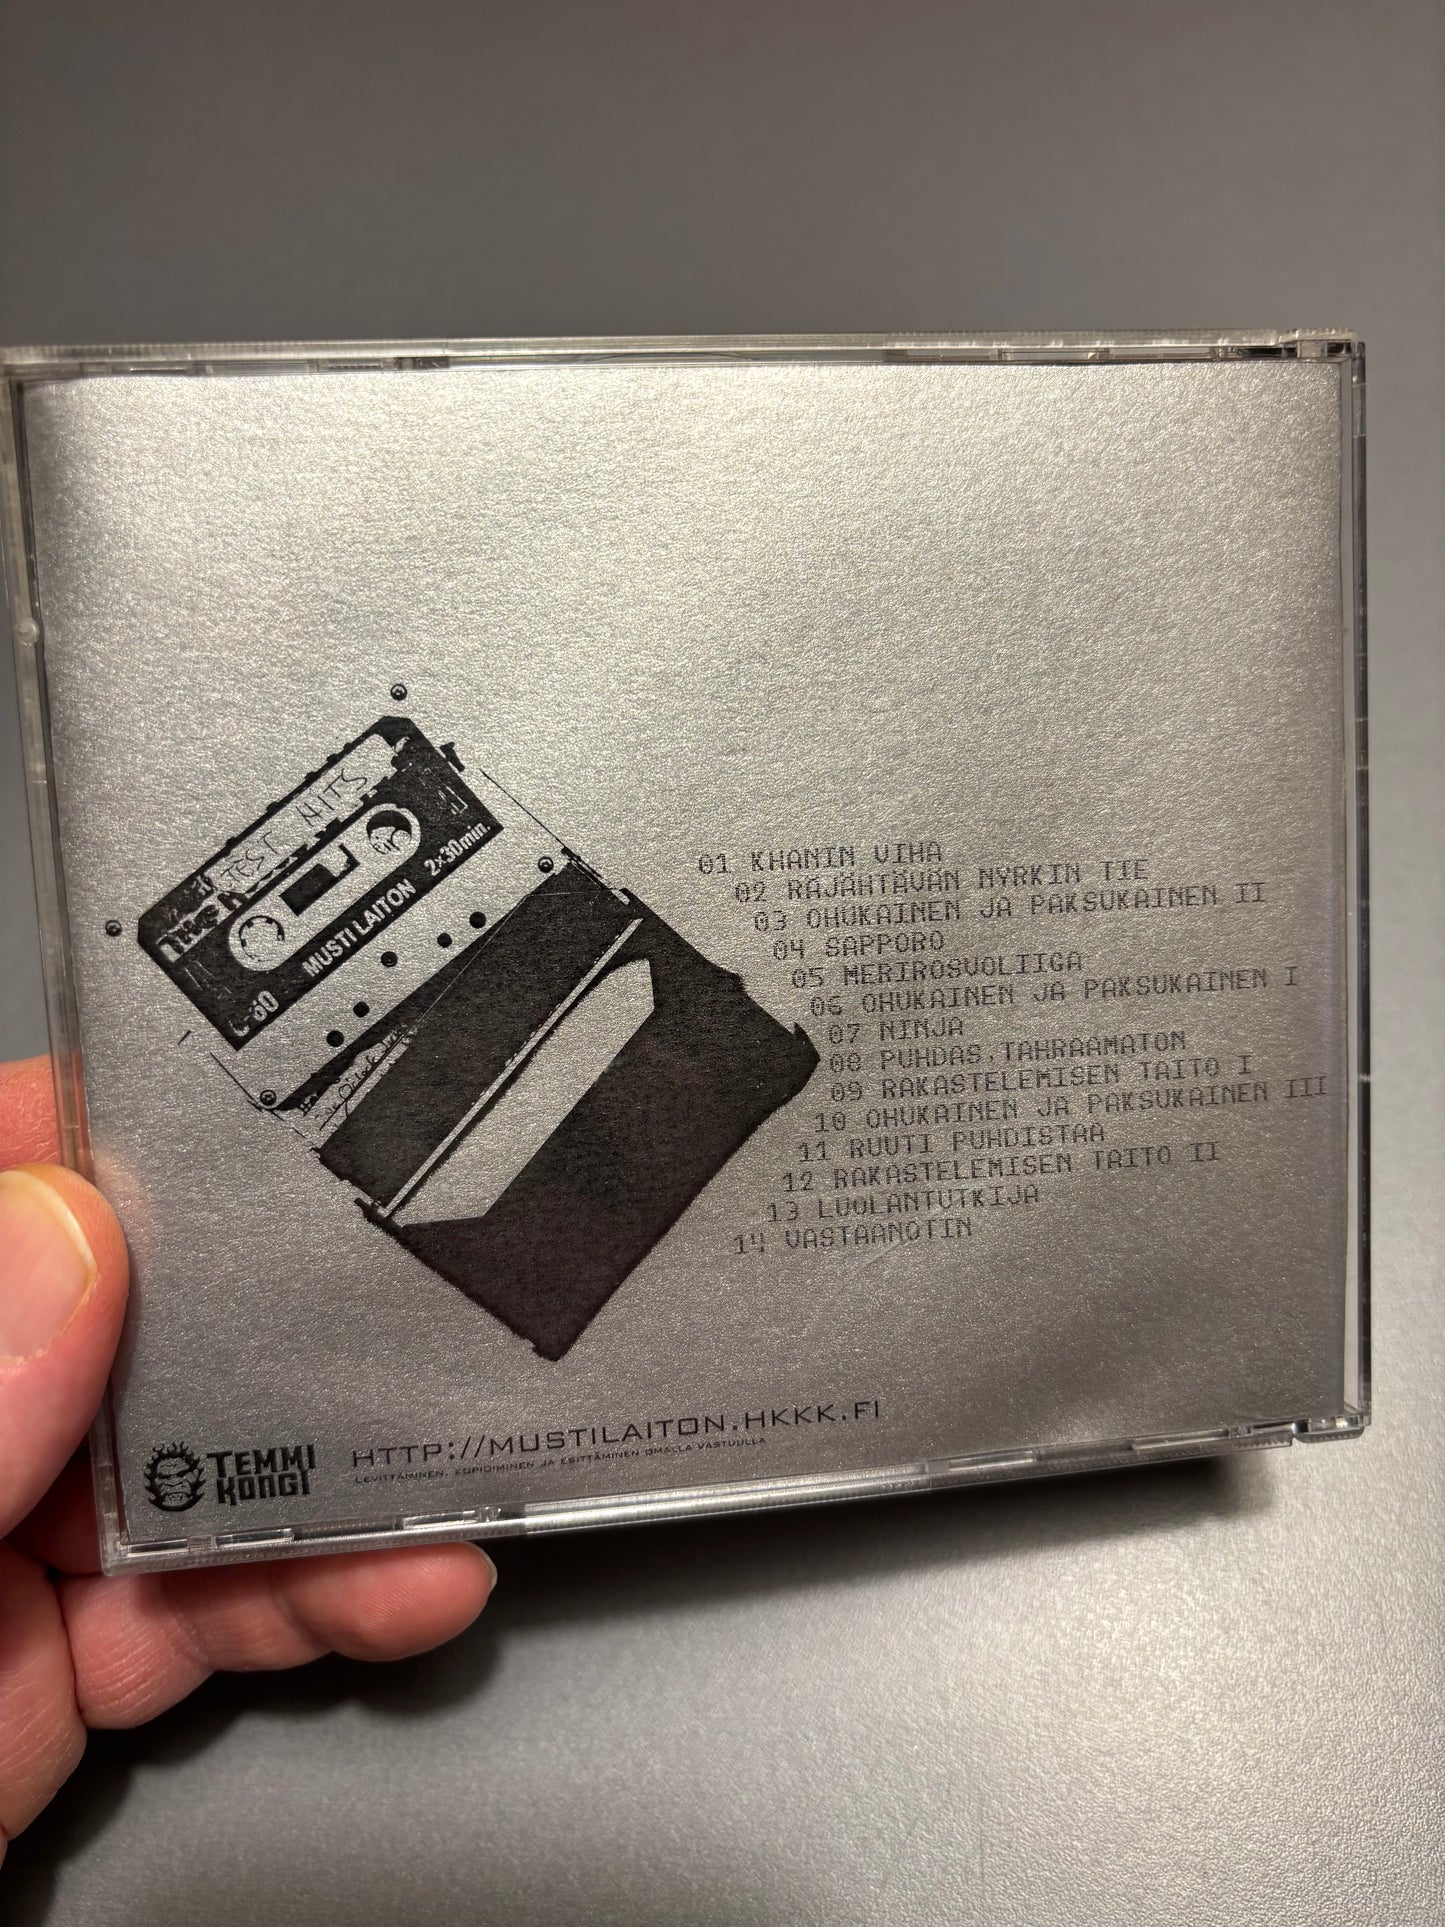 TEST HITS
MUSTI LAITON 2x30min.
C-60
01 KHANIN VIHA
02 RÄJÄHTÄVÄN NYRKIN TIE
03 OHUKAINEN JA PAKSUKAINEN II
04 SAPPORO
05 MERIROSVOLIIGA
06 OHUKAINEN JA PAKSUKAINEN I
07 NINJA
08 PUHDAS, TAHRAAMATON
09 RAKASTELEMISEN TAITO I
10 OHUKAINEN JA PAKSUKAINEN III
11 RUUTI PUHDISTAA
12 RAKASTELEMISEN TAITO II
13 LUOLANTUTKIJA
14 VASTAANOTIN
TEMMI
KONGI
HTTP://MUSTILAITON.HKKK.FI
LEVITTÄMINEN, KOPIOIMINEN JA ESITTÄMINEN OMALLA VASTUULLA